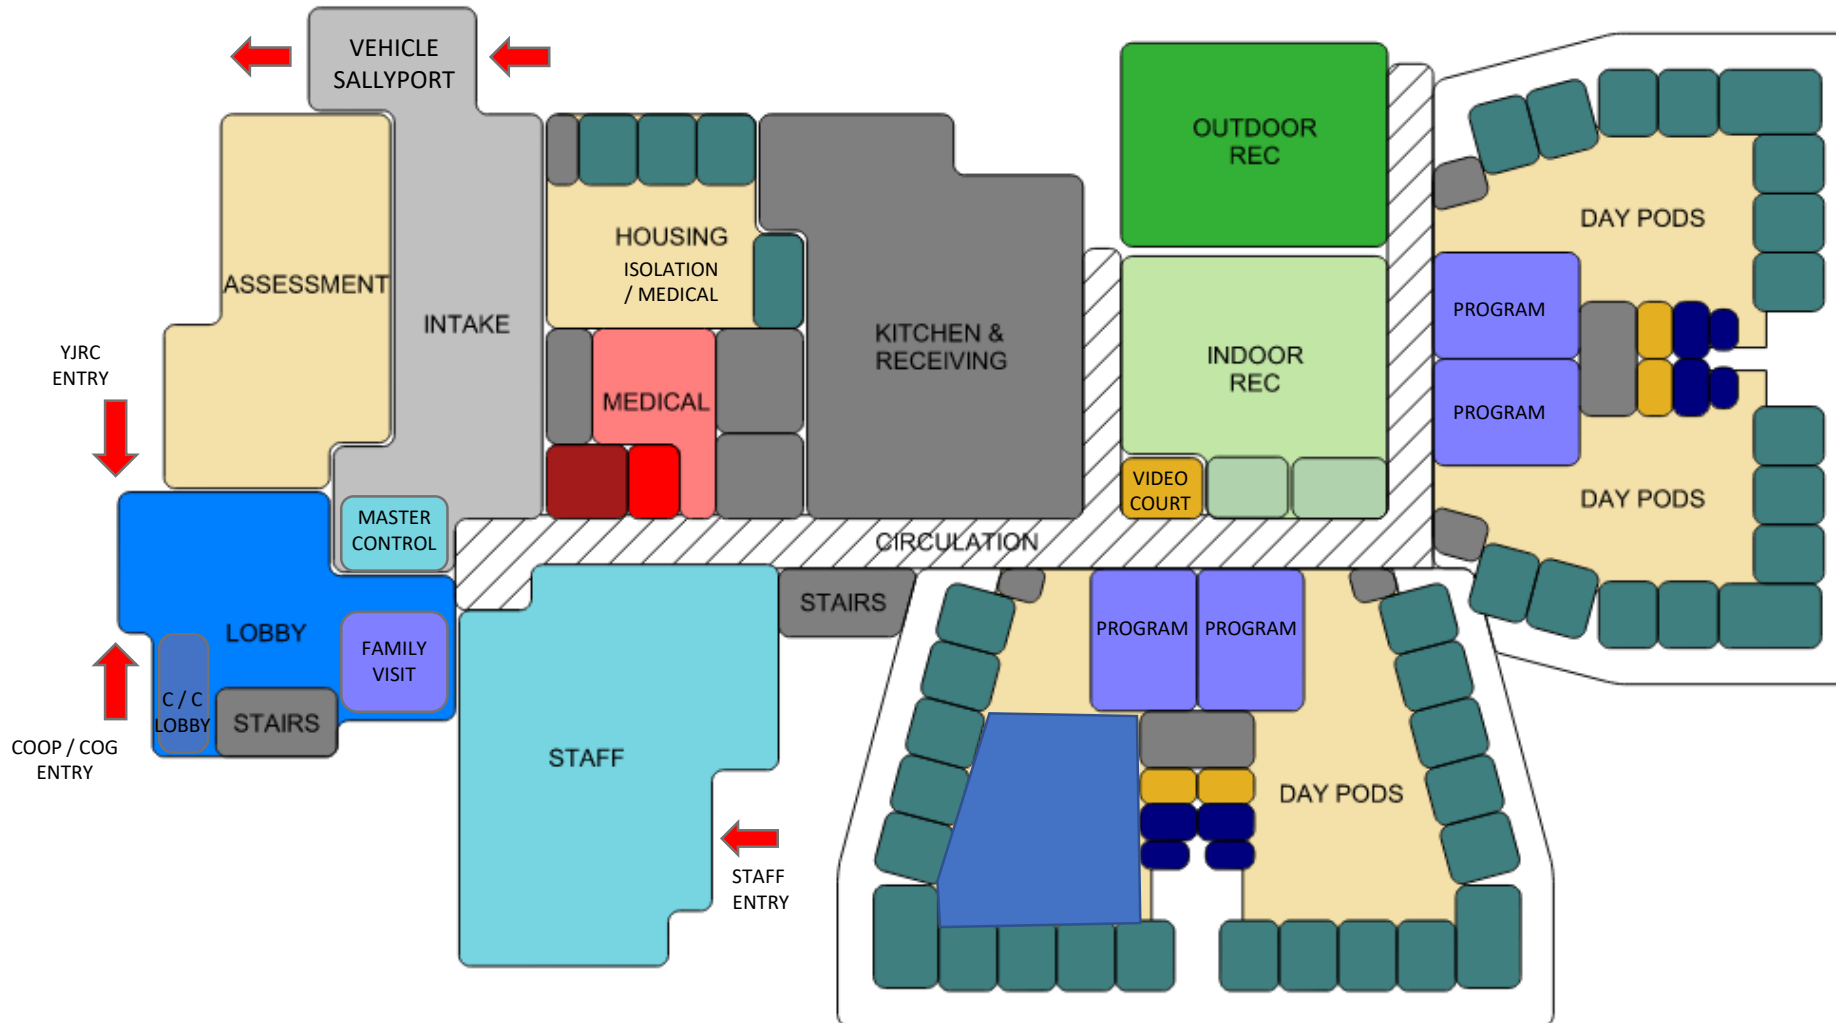 VEHICLE
SALLYPORT
OUTDOOR
REC
DAY PODS
HOUSING
ISOLATION
/ MEDICAL
ASSESSMENT
INTAKE
KITCHEN &
RECEIVING
INDOOR
REC
PROGRAM
YJRC
ENTRY
MEDICAL
PROGRAM
VIDEO
COURT
DAY PODS
MASTER
CONTROL
CIRCULATION
STAIRS
LOBBY
FAMILY
VISIT
PROGRAM
PROGRAM
C / C
LOBBY
STAIRS
COOP / COG
ENTRY
STAFF
DAY PODS
STAFF
ENTRY